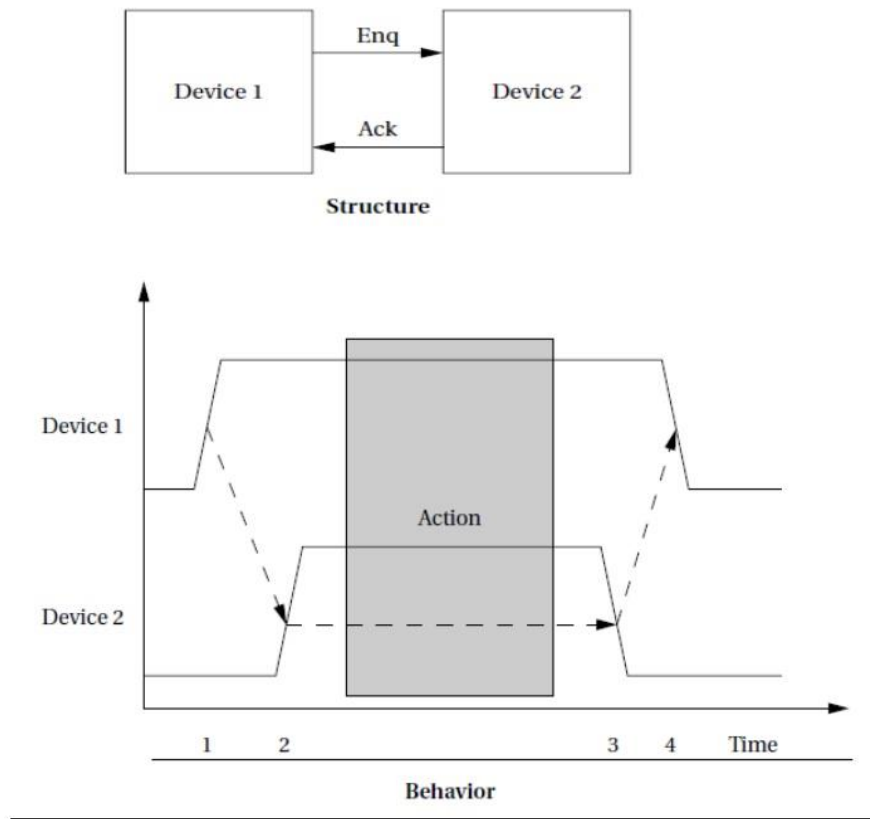 Enq
Device 1
Device 2
Ack
Structure
Device 1
Action
Device 2
1 2 3 4 Time
Behavior